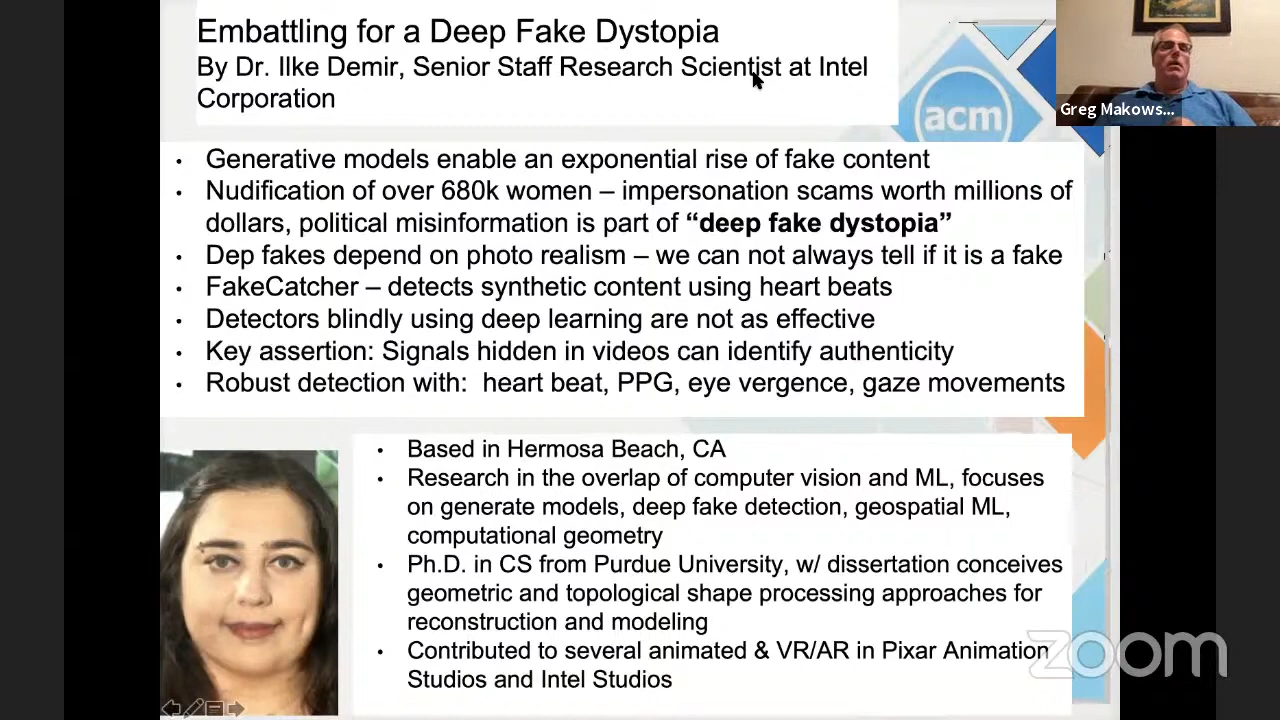 Embattling for a Deep Fake Dystopia
By Dr. Ilke Demir, Senior Staff Research Scientist at Intel
Corporation
acm
Greg Makows...
• Generative models enable an exponential rise of fake content
• Nudification of over 680k women – impersonation scams worth millions of
dollars, political misinformation is part of “deep fake dystopia”
• Dep fakes depend on photo realism – we can not always tell if it is a fake
• FakeCatcher – detects synthetic content using heart beats
• Detectors blindly using deep learning are not as effective
• Key assertion: Signals hidden in videos can identify authenticity
• Robust detection with: heart beat, PPG, eye vergence, gaze movements
• Based in Hermosa Beach, CA
• Research in the overlap of computer vision and ML, focuses
on generate models, deep fake detection, geospatial ML,
computational geometry
• Ph.D. in CS from Purdue University, w/ dissertation conceives
geometric and topological shape processing approaches for
reconstruction and modeling
• Contributed to several animated & VR/AR in Pixar Animation
Studios and Intel Studios
zoom